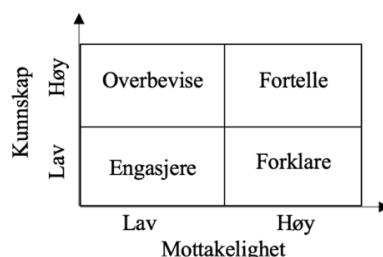 Kunnskap
Høy
Overbevise
Fortelle
Lav
Engasjere
Forklare
Lav
Høy
Mottakelighet